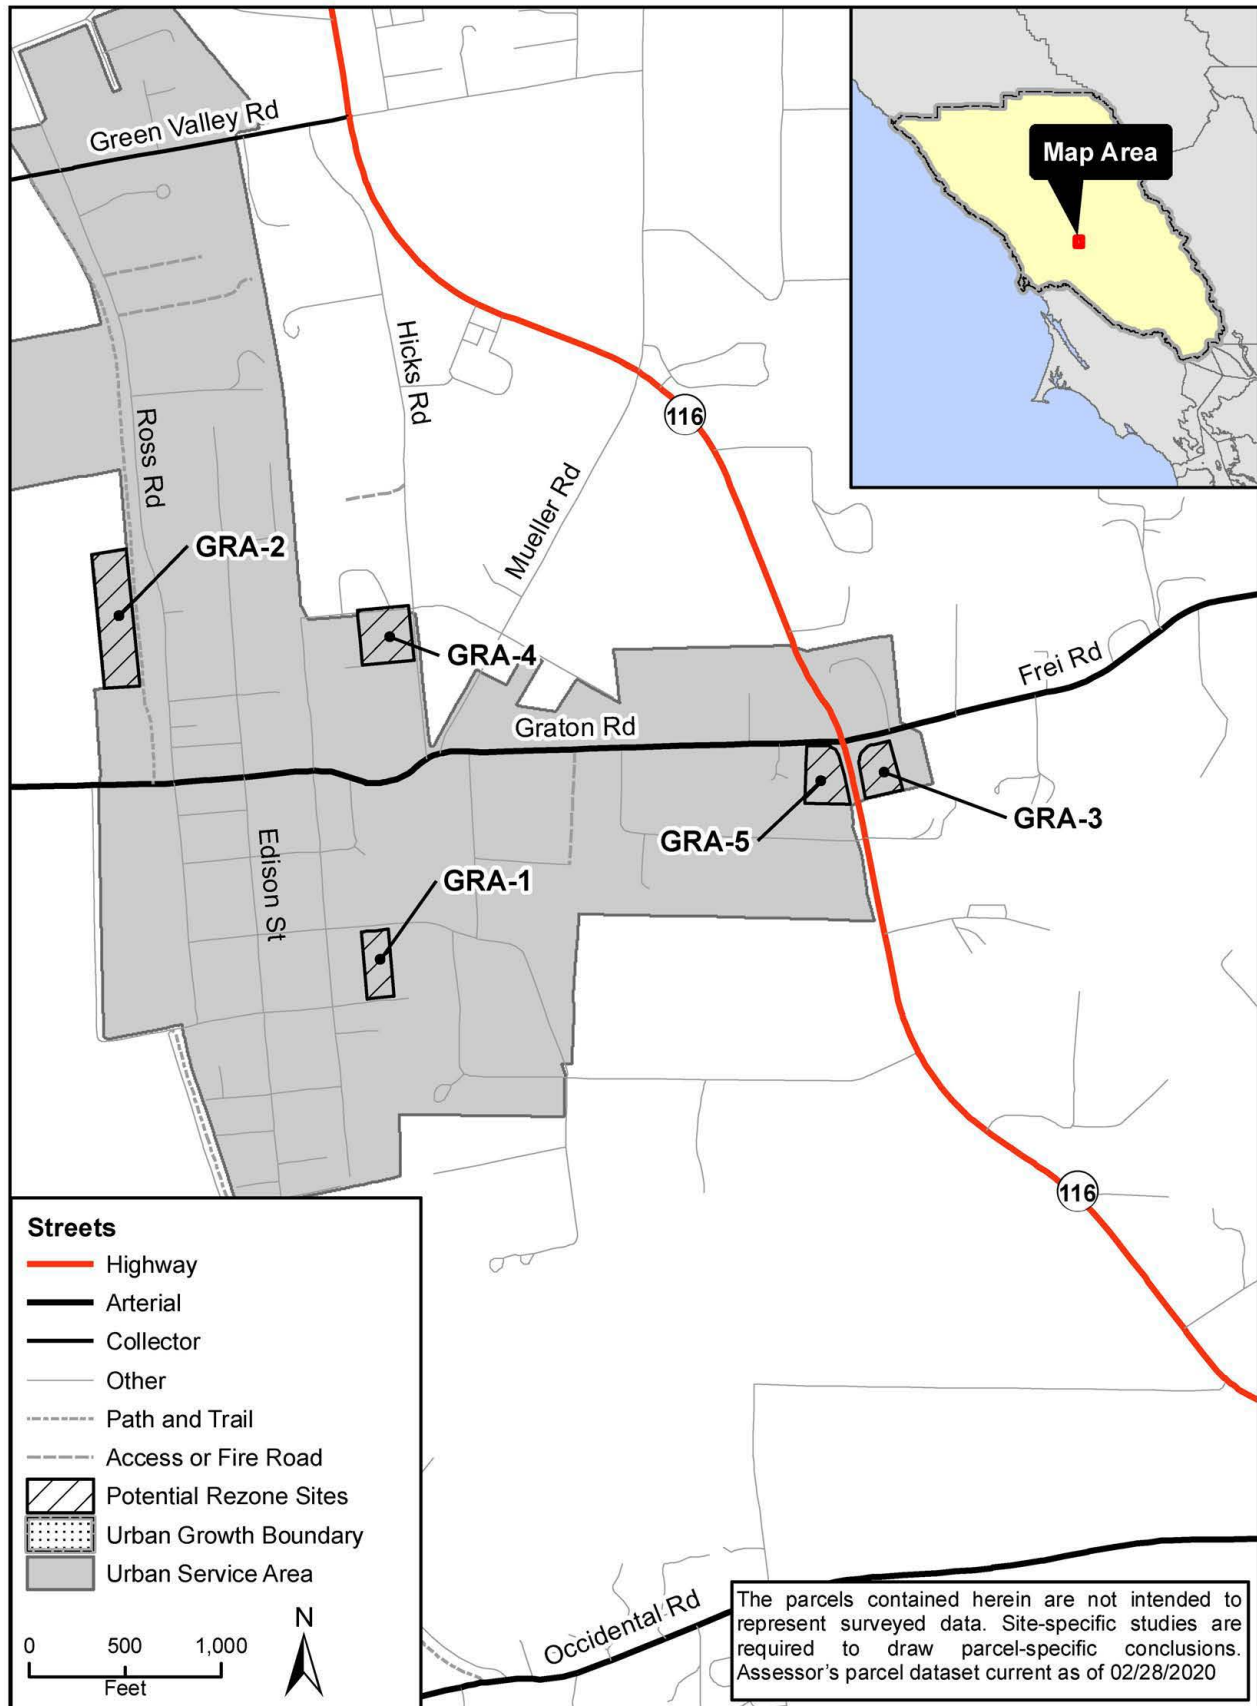 Green Valley Rd
Map Area
Hicks Rd
116
Ross Rd
Mueller Rd
GRA-2
GRA-4
Frei Rd
Graton Rd
GRA-3
GRA-5
Edison St
GRA-1
116
Streets
Highway
Arterial
Collector
Other
Path and Trail
Access or Fire Road
Potential Rezone Sites
Urban Growth Boundary
Urban Service Area
N
0 500 1,000
Feet
Occidental Rd
The parcels contained herein are not intended to
represent surveyed data. Site-specific studies are
required to draw parcel-specific conclusions.
Assessor's parcel dataset current as of 02/28/2020